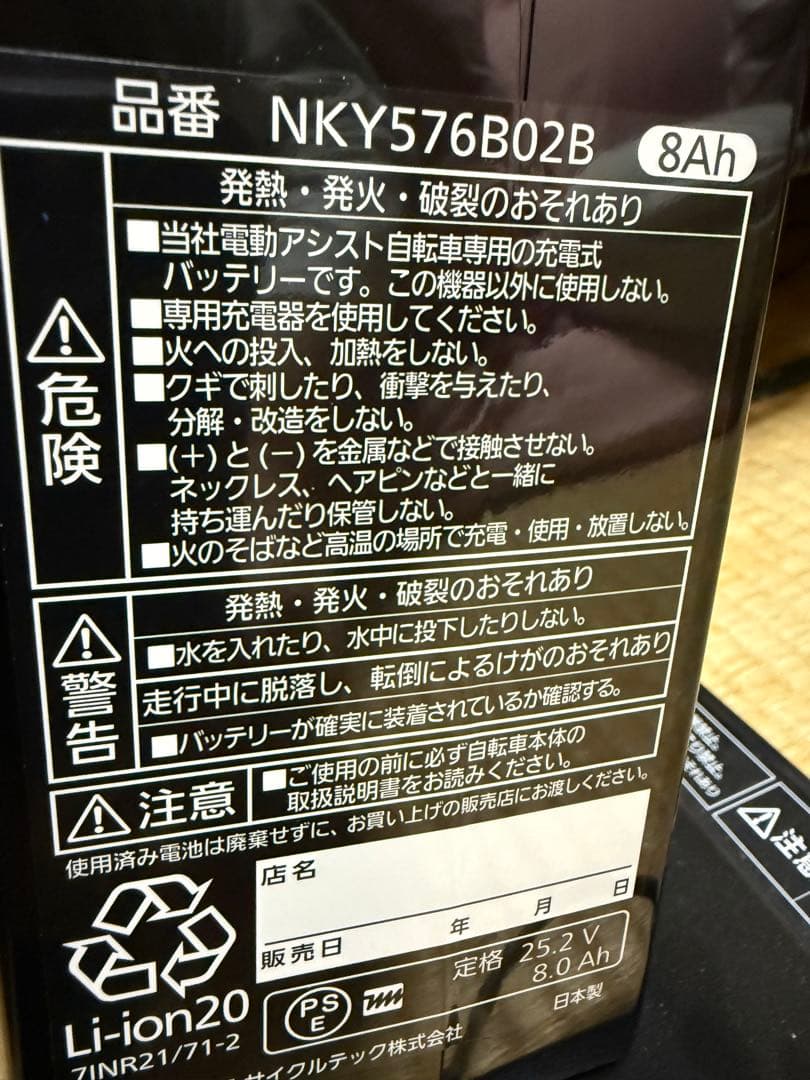 品番 NKY576B02B 8Ah
発熱・発火・破裂のおそれあり
危険
■当社電動アシスト自転車専用の充電式
バッテリーです。この機器以外に使用しない。
■専用充電器を使用してください。
■火への投入、加熱をしない。
■クギで刺したり、衝撃を与えたり、
分解・改造をしない。
■(+)と(−)を金属などで接触させない。
ネックレス、ヘアピンなどと一緒に
持ち運んだり保管しない。
■火のそばなど高温の場所で充電・使用・放置しない。
警告
発熱・発火・破裂のおそれあり
■水を入れたり、水中に投下したりしない。
走行中に脱落し、転倒によるけがのおそれあり
■バッテリーが確実に装着されているか確認する。
注意
■ご使用の前に必ず自転車本体の
取扱説明書をお読みください。
使用済み電池は廃棄せずに、お買い上げの販売店にお渡しください。
店名
販売日 年 月 日
Li-ion20
7INR21/71-2
PS
E
定格 25.2 V
8.0 Ah
日本製
サイクルテック株式会社
おそれあり
注意